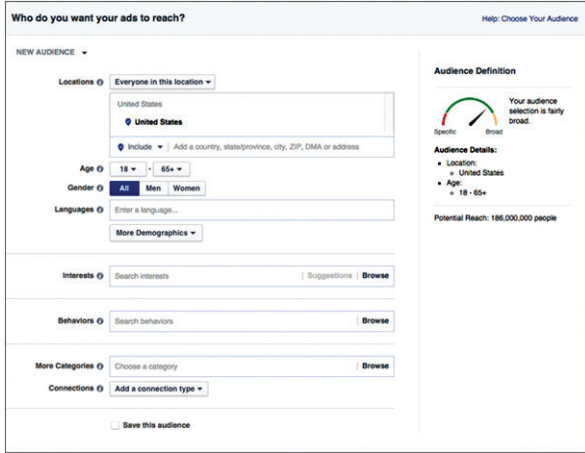 Who do you want your ads to reach?
Help: Choose Your Audience
NEW AUDIENCE
Locations
Everyone in this location
United States
United States
Include
Add a country, state/province, city, ZIP, DMA or address
Age
18 - 65+
Gender
All Men Women
Languages
Enter a language...
More Demographics
Interests
Search interests
Suggestions
Browse
Behaviors
Search behaviors
Browse
More Categories
Choose a category
Browse
Connections
Add a connection type
Save this audience
Audience Definition
Specific
Broad
Your audience
selection is fairly
broad.
Audience Details:
Location:
United States
Age:
18 - 65+
Potential Reach: 186,000,000 people